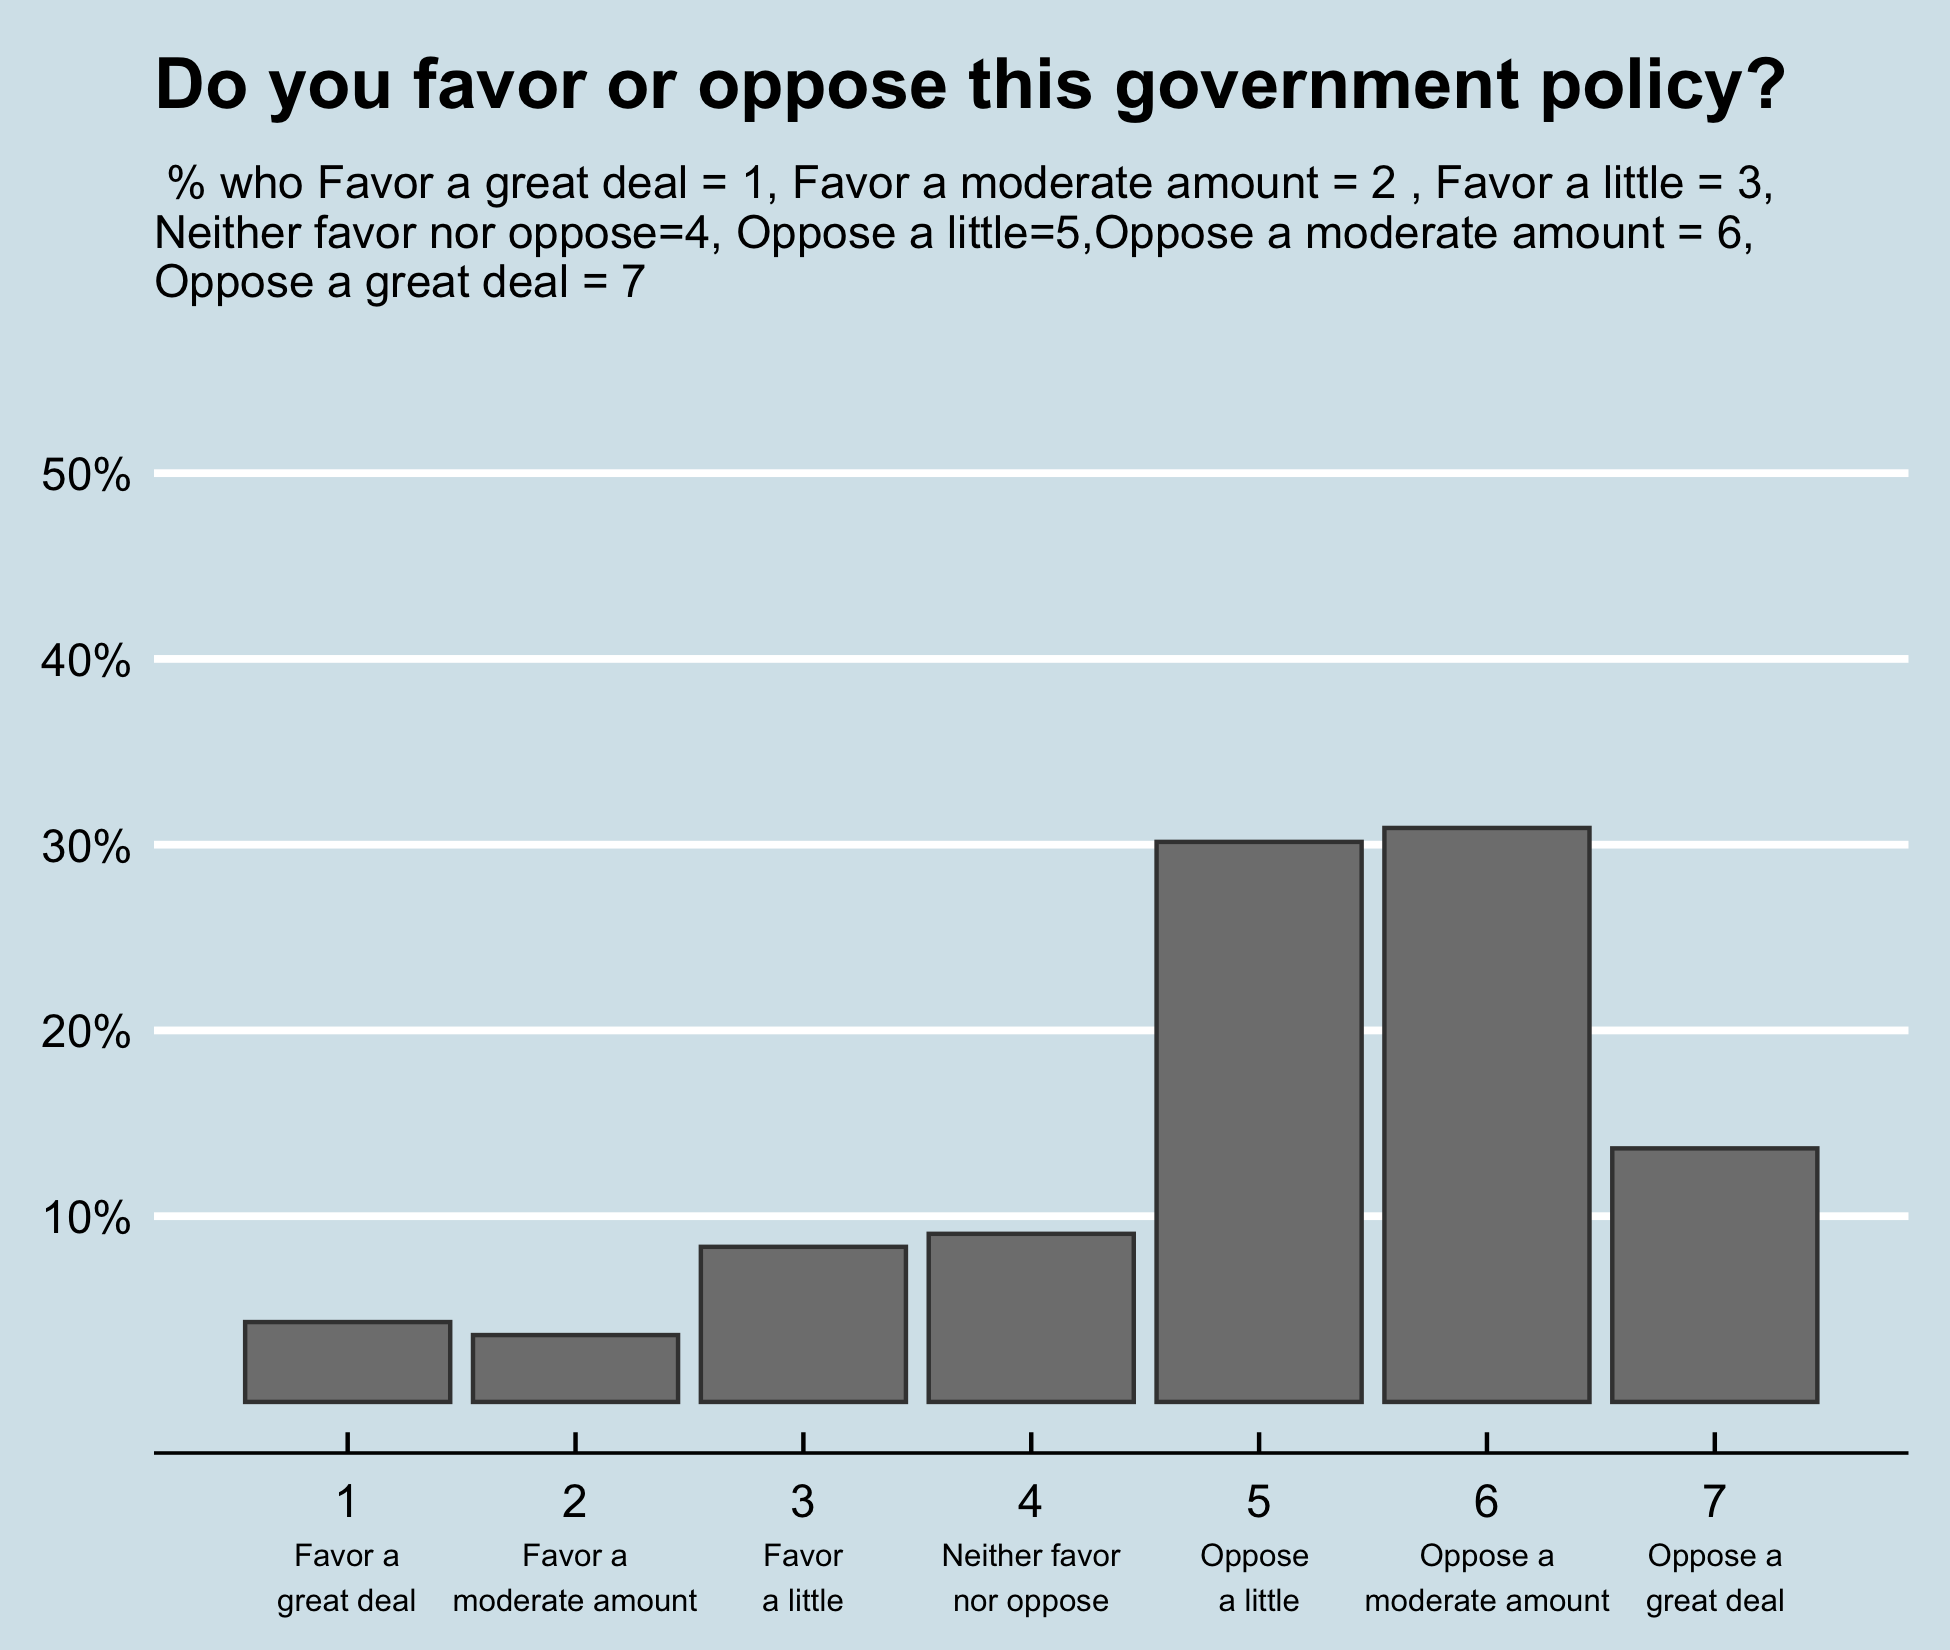 Do you favor or oppose this government policy?
% who Favor a great deal = 1, Favor a moderate amount = 2 , Favor a little = 3,
Neither favor nor oppose=4, Oppose a little=5,Oppose a moderate amount = 6,
Oppose a great deal = 7
50%
40%
30%
20%
10%
1 2 3 4 5 6 7
Favor a Favor a Favor Neither favor Oppose Oppose a Oppose a
great deal moderate amount a little nor oppose a little moderate amount great deal